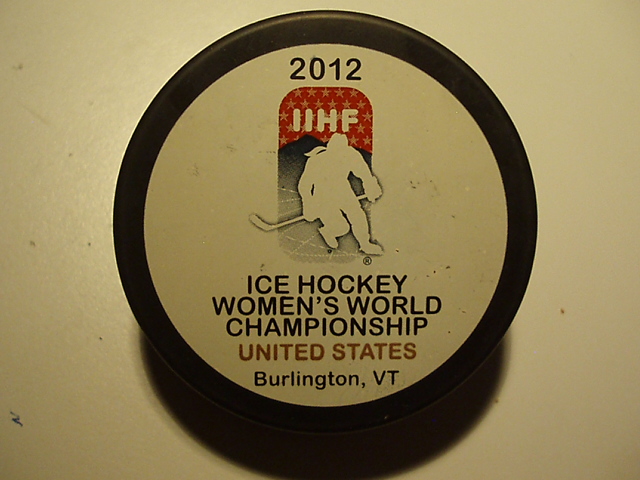 2012
IIHF
®
ICE HOCKEY
WOMEN'S WORLD
CHAMPIONSHIP
UNITED STATES
Burlington, VT